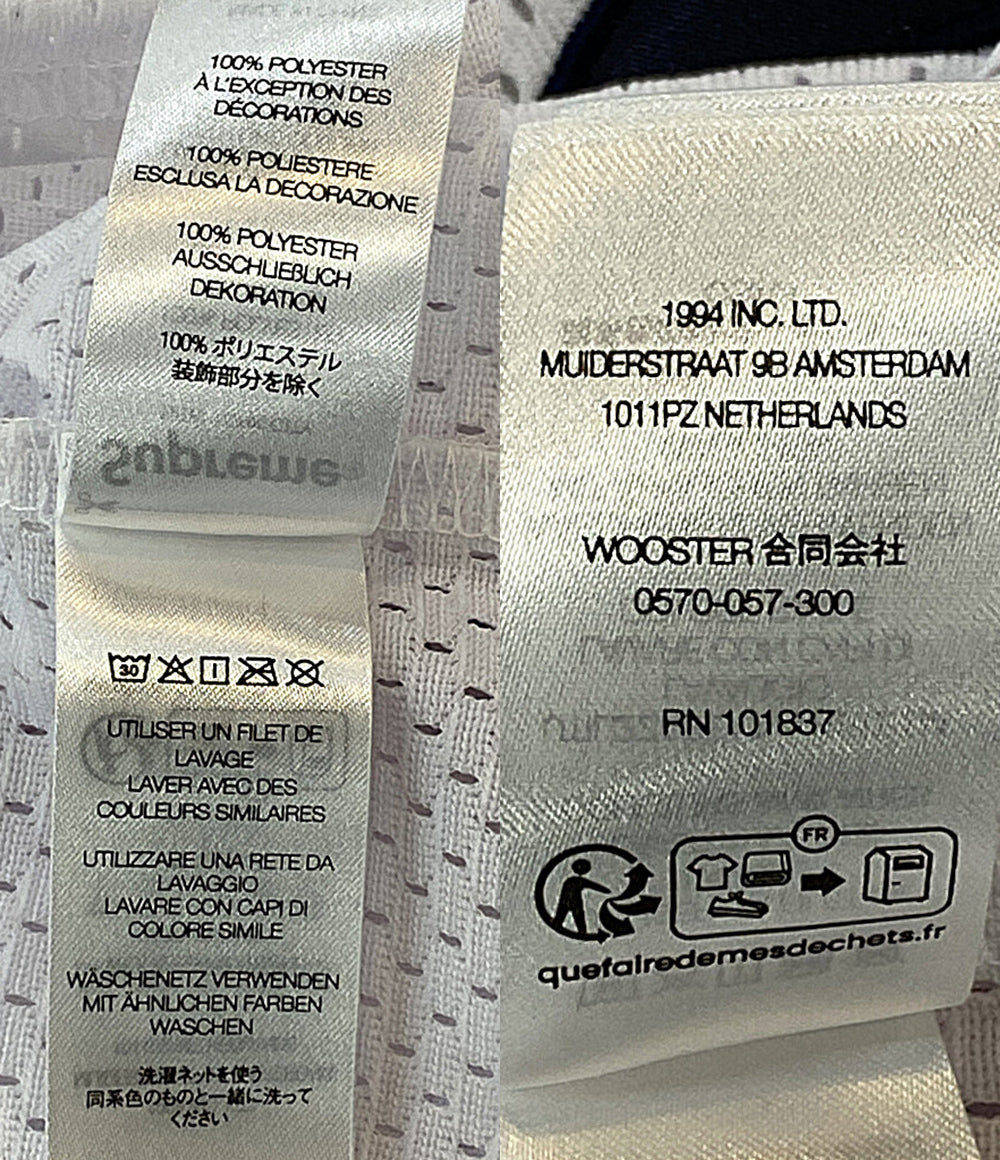 100% POLYESTER
À L'EXCEPTION DES
DÉCORATIONS
100% POLIESTERE
ESCLUSA LA DECORAZIONE
100% POLYESTER
AUSSCHLIEßLICH
DEKORATION
100% ポリエステル
装飾部分を除く
Supreme
30
UTILISER UN FILET DE
LAVAGE
LAVER AVEC DES
COULEURS SIMILAIRES
UTILIZZARE UNA RETE DA
LAVAGGIO
LAVARE CON CAPI DI
COLORE SIMILE
WÄSCHENETZ VERWENDEN
MIT ÄHNLICHEN FARBEN
WASCHEN
洗濯ネットを使う
同系色のものと一緒に洗って
ください
1994 INC. LTD.
MUIDERSTRAAT 9B AMSTERDAM
1011PZ NETHERLANDS
WOOSTER 合同会社
0570-057-300
RN 101837
FR
quefairedemesdechets.fr